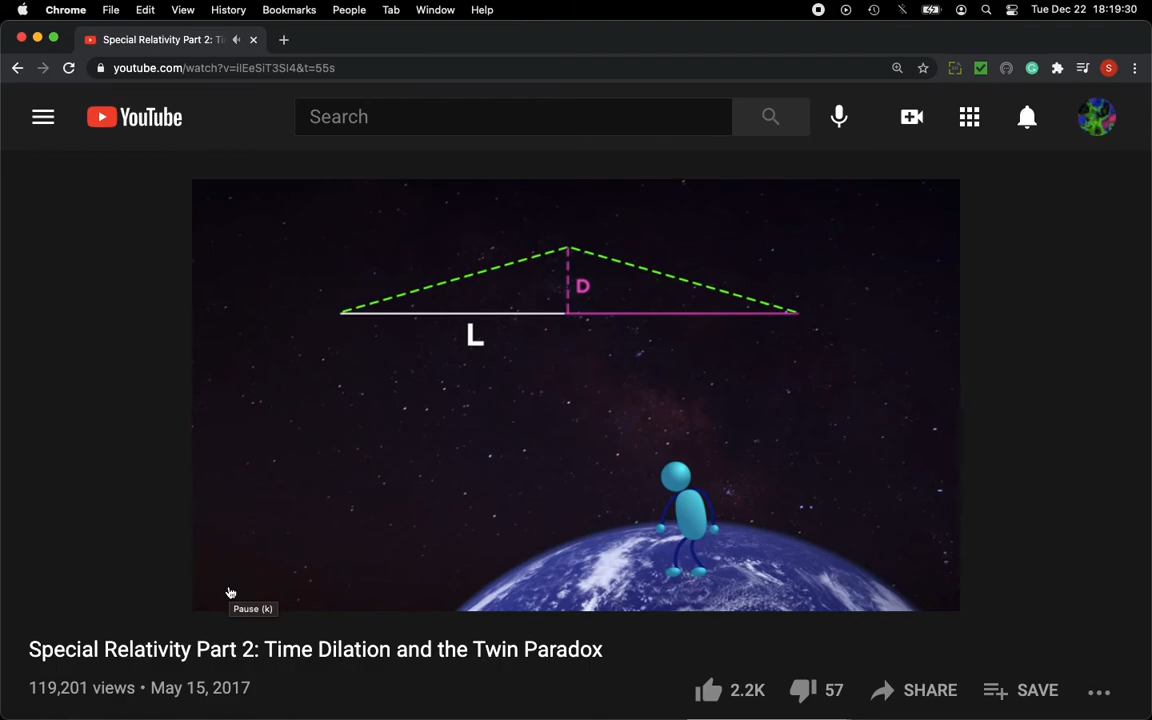 Chrome File Edit View History Bookmarks People Tab Window Help Tue Dec 22 18:19:30
Special Relativity Part 2: Ti
youtube.com/watch?v=iIEeSiT3SI4&t=55s S
YouTube Search
D
L
Pause (k)
Special Relativity Part 2: Time Dilation and the Twin Paradox
119,201 views • May 15, 2017 2.2K 57 SHARE SAVE